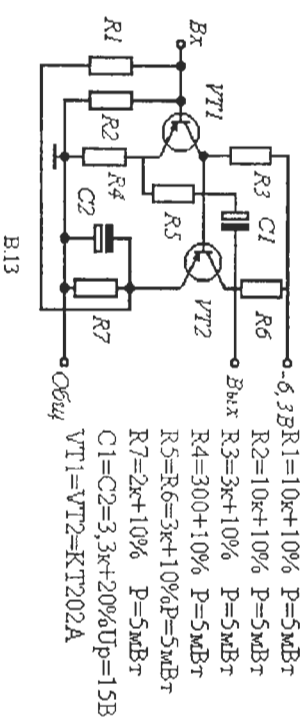 R1
Вх
R2
VT1
R3
-6,3В
R4
C1
C2
R5
R6
VT2
Вых
R7
Общ
В.13
R1=10к+10% P=5мВт
R2=10к+10% P=5мВт
R3=3к+10% P=5мВт
R4=300+10% P=5мВт
R5=R6=3к+10%P=5мВт
R7=2к+10% P=5мВт
C1=C2=3,3к+20%Up=15В
VT1=VT2=KT202A